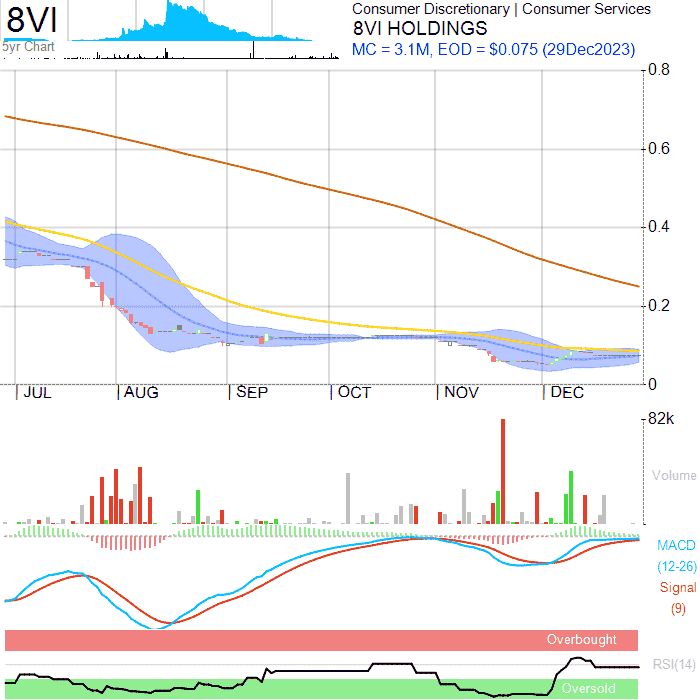 8VI
5yr Chart
Consumer Discretionary | Consumer Services
8VI HOLDINGS
MC = 3.1M, EOD = $0.075 (29Dec2023)
0.8
0.6
0.4
0.2
0
JUL AUG SEP OCT NOV DEC
82k
Volume
MACD
(12-26)
Signal
(9)
Overbought
RSI(14)
Oversold